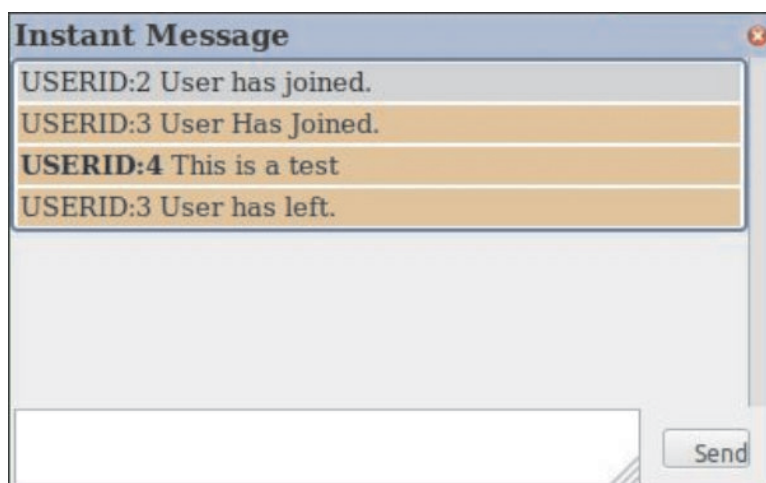 Instant Message
USERID:2 User has joined.
USERID:3 User Has Joined.
USERID:4 This is a test
USERID:3 User has left.
Send